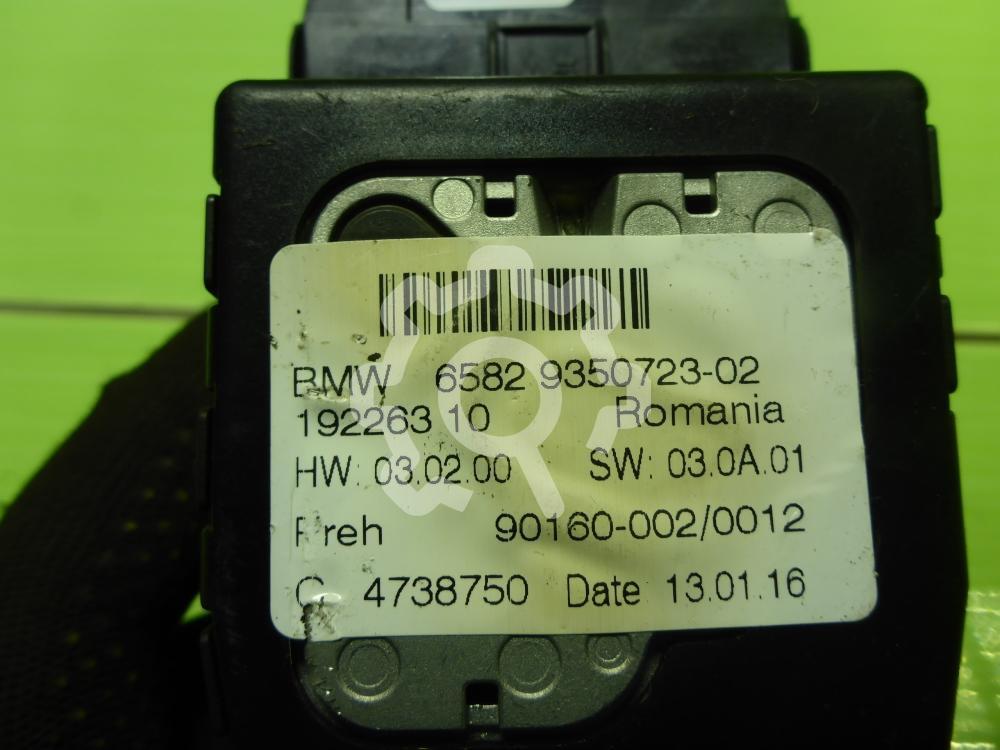 BMW 6582 9350723-02
192263 10 Romania
HW: 03.02.00 SW: 03.0A.01
Preh 90160-002/0012
4738750 Date 13.01.16